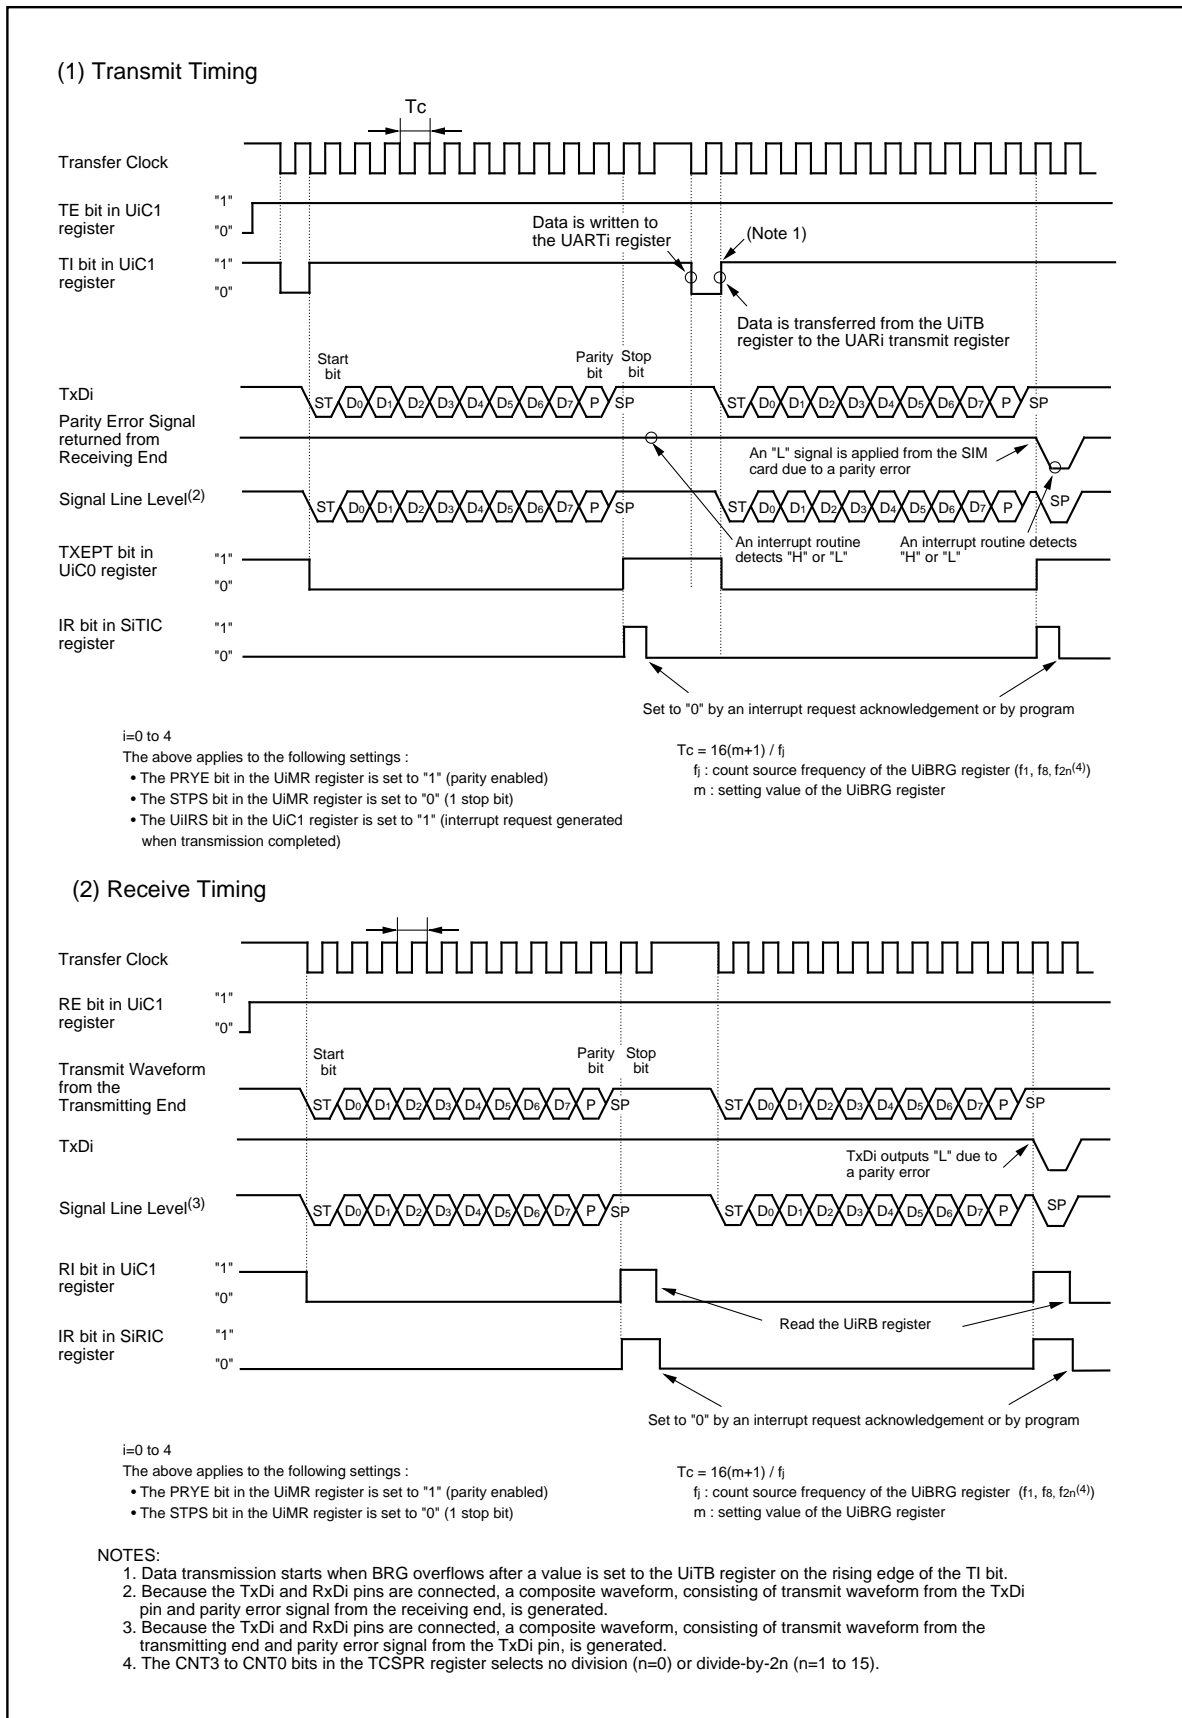 (1) Transmit Timing
Tc
Transfer Clock
TE bit in UiC1
register
"1"
"0"
Data is written to
the UARTi register
(Note 1)
TI bit in UiC1
register
"1"
"0"
Data is transferred from the UiTB
register to the UARi transmit register
Start
bit
Parity
bit
Stop
bit
TxDi
ST D0 D1 D2 D3 D4 D5 D6 D7 P SP
ST D0 D1 D2 D3 D4 D5 D6 D7 P SP
Parity Error Signal
returned from
Receiving End
An "L" signal is applied from the SIM
card due to a parity error
Signal Line Level(2)
ST D0 D1 D2 D3 D4 D5 D6 D7 P SP
ST D0 D1 D2 D3 D4 D5 D6 D7 P SP
An interrupt routine
detects "H" or "L"
An interrupt routine detects
"H" or "L"
TXEPT bit in
UiC0 register
"1"
"0"
IR bit in SiTIC
register
"1"
"0"
Set to "0" by an interrupt request acknowledgement or by program
i=0 to 4
The above applies to the following settings :
• The PRYE bit in the UiMR register is set to "1" (parity enabled)
• The STPS bit in the UiMR register is set to "0" (1 stop bit)
• The UiIRS bit in the UiC1 register is set to "1" (interrupt request generated
when transmission completed)
Tc = 16(m+1) / fj
fj : count source frequency of the UiBRG register (f1, f8, f2n(4))
m : setting value of the UiBRG register
(2) Receive Timing
Transfer Clock
RE bit in UiC1
register
"1"
"0"
Start
bit
Parity
bit
Stop
bit
Transmit Waveform
from the
Transmitting End
ST D0 D1 D2 D3 D4 D5 D6 D7 P SP
ST D0 D1 D2 D3 D4 D5 D6 D7 P SP
TxDi
TxDi outputs "L" due to
a parity error
Signal Line Level(3)
ST D0 D1 D2 D3 D4 D5 D6 D7 P SP
ST D0 D1 D2 D3 D4 D5 D6 D7 P SP
RI bit in UiC1
register
"1"
"0"
Read the UiRB register
IR bit in SiRIC
register
"1"
"0"
Set to "0" by an interrupt request acknowledgement or by program
i=0 to 4
The above applies to the following settings :
• The PRYE bit in the UiMR register is set to "1" (parity enabled)
• The STPS bit in the UiMR register is set to "0" (1 stop bit)
Tc = 16(m+1) / fj
fj : count source frequency of the UiBRG register (f1, f8, f2n(4))
m : setting value of the UiBRG register
NOTES:
1. Data transmission starts when BRG overflows after a value is set to the UiTB register on the rising edge of the TI bit.
2. Because the TxDi and RxDi pins are connected, a composite waveform, consisting of transmit waveform from the TxDi
pin and parity error signal from the receiving end, is generated.
3. Because the TxDi and RxDi pins are connected, a composite waveform, consisting of transmit waveform from the
transmitting end and parity error signal from the TxDi pin, is generated.
4. The CNT3 to CNT0 bits in the TCSPR register selects no division (n=0) or divide-by-2n (n=1 to 15).